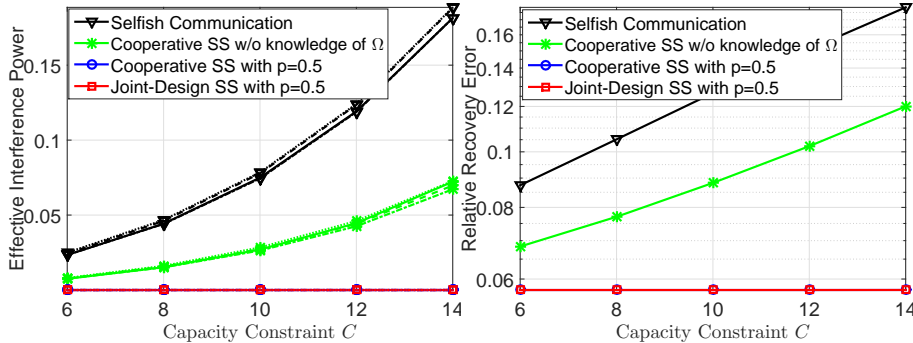 Effective Interference Power
0.15
0.1
0.05
Selfish Communication
Cooperative SS w/o knowledge of Ω
Cooperative SS with p=0.5
Joint-Design SS with p=0.5
6
8
10
12
14
Capacity Constraint C
Relative Recovery Error
0.16
0.14
0.12
0.1
0.08
0.06
Selfish Communication
Cooperative SS w/o knowledge of Ω
Cooperative SS with p=0.5
Joint-Design SS with p=0.5
6
8
10
12
14
Capacity Constraint C